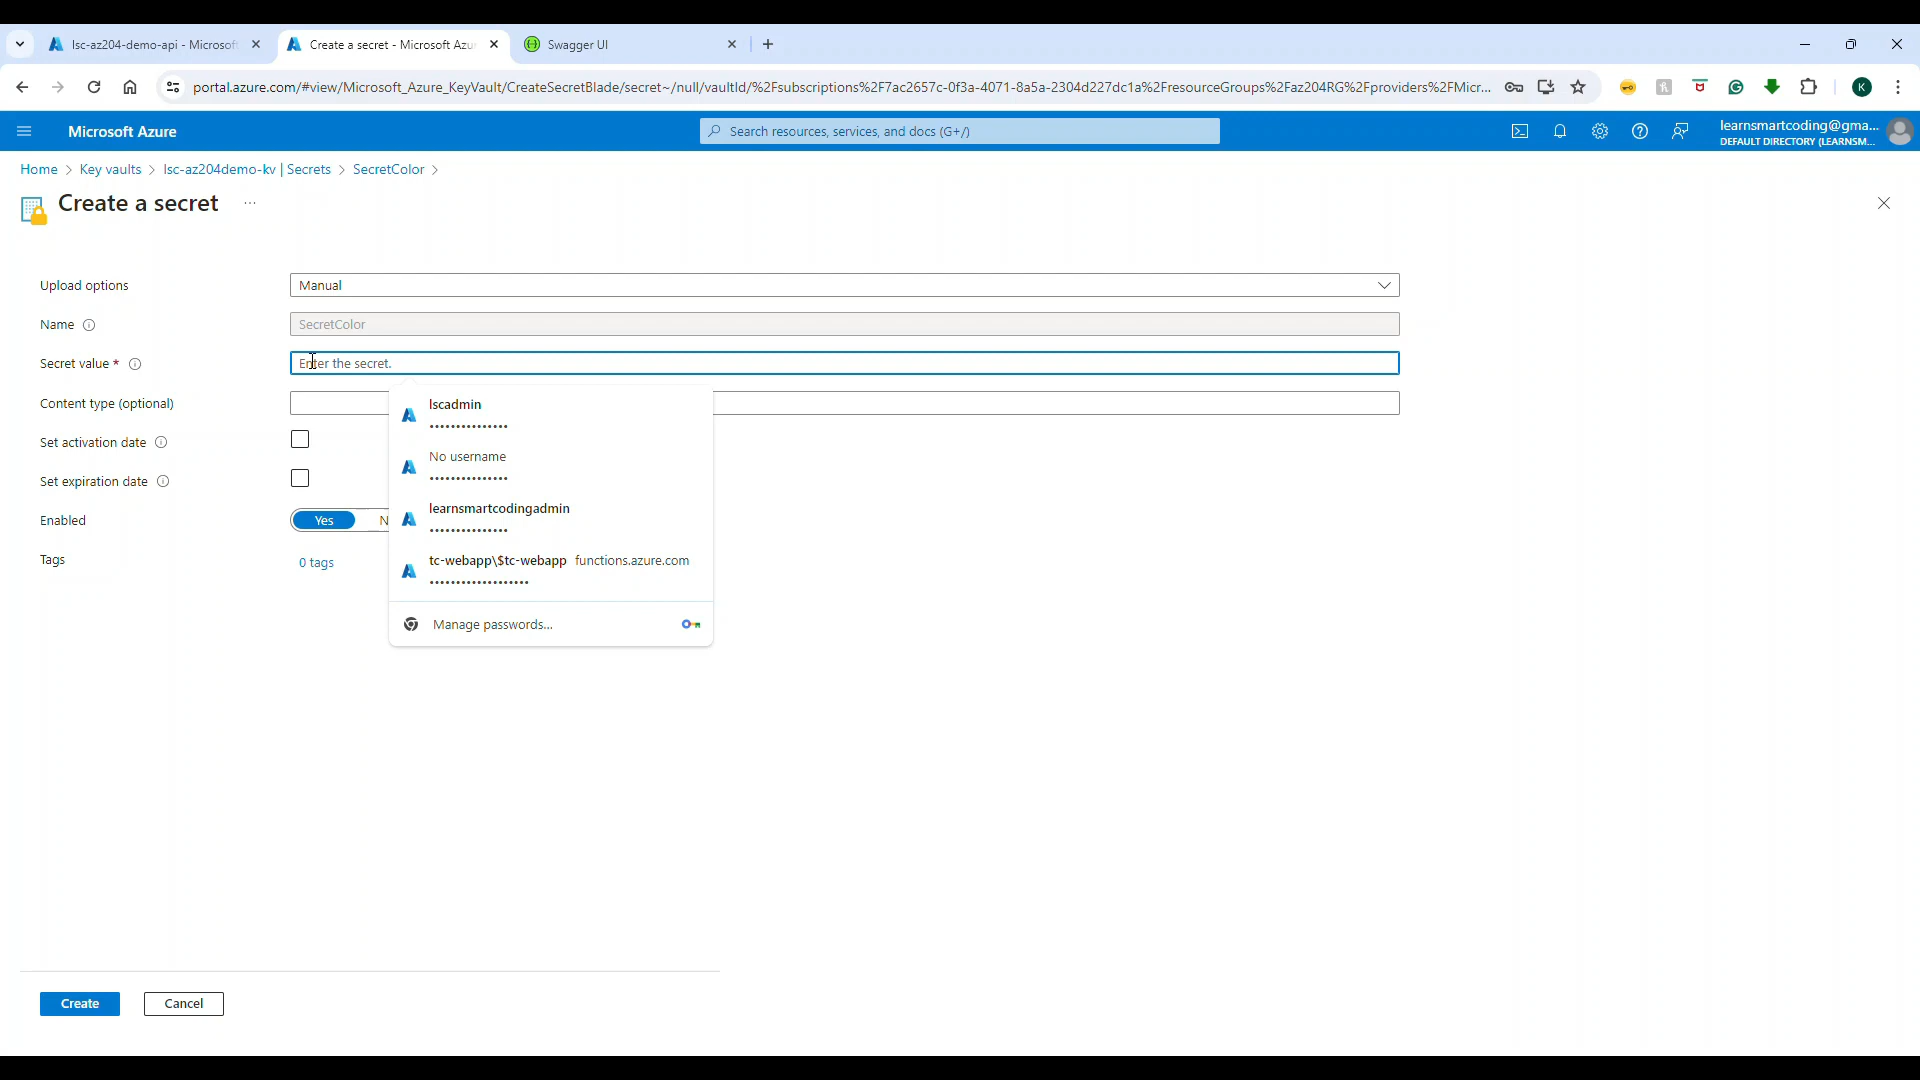 lsc-az204-demo-api - Microsof
Create a secret - Microsoft Azu
Swagger UI
portal.azure.com/#view/Microsoft_Azure_KeyVault/CreateSecretBlade/secret~/null/vaultId/%2Fsubscriptions%2F7ac2657c-0f3a-4071-8a5a-2304d227dc1a%2FresourceGroups%2Faz204RG%2Fproviders%2FMicr...
K
Microsoft Azure
Search resources, services, and docs (G+/)
learnsmartcoding@gma...
DEFAULT DIRECTORY (LEARNSM...
Home > Key vaults > lsc-az204demo-kv | Secrets > SecretColor >
Create a secret ...
Upload options
Manual
Name
SecretColor
Secret value *
Enter the secret.
Content type (optional)
Set activation date
Set expiration date
Enabled
Yes
N
Tags
0 tags
lscadmin
•••••••••••••••
No username
•••••••••••••••
learnsmartcodingadmin
•••••••••••••••
tc-webapp\$tc-webapp functions.azure.com
•••••••••••••••••••
Manage passwords...
Create
Cancel